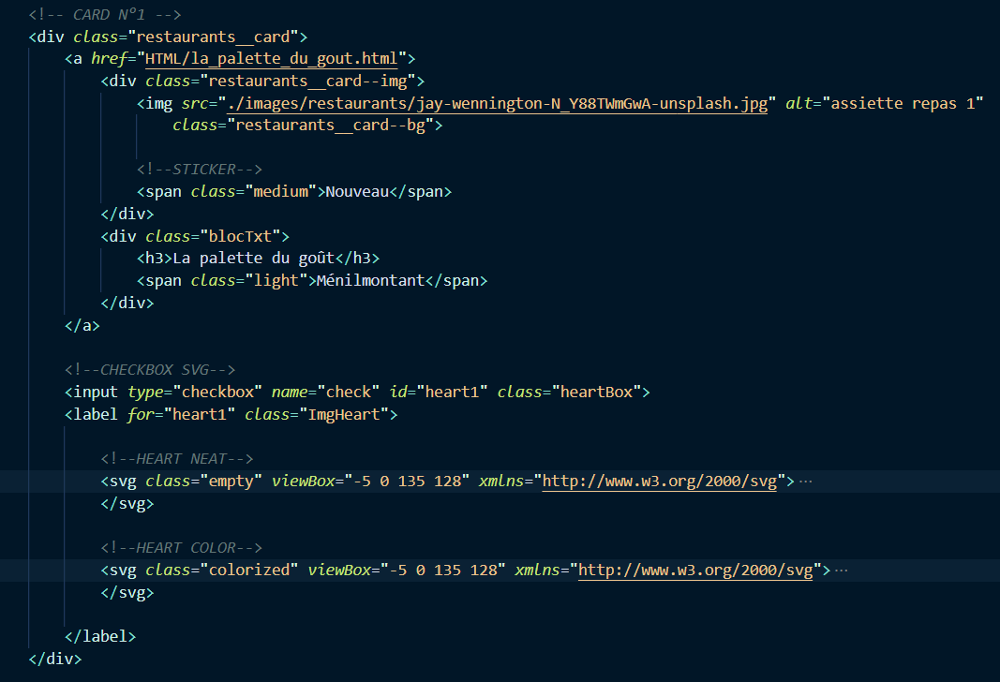 <!-- CARD N°1 -->
<div class="restaurants__card">
<a href="HTML/la_palette_du_gout.html">
<div class="restaurants__card--img">
<img src="./images/restaurants/jay-wennington-N_Y88TWmGwA-unsplash.jpg" alt="assiette repas 1"
class="restaurants__card--bg">
<!--STICKER-->
<span class="medium">Nouveau</span>
</div>
<div class="blocTxt">
<h3>La palette du goût</h3>
<span class="light">Ménilmontant</span>
</div>
</a>
<!--CHECKBOX SVG-->
<input type="checkbox" name="check" id="heart1" class="heartBox">
<label for="heart1" class="ImgHeart">
<!--HEART NEAT-->
<svg class="empty" viewBox="-5 0 135 128" xmlns="http://www.w3.org/2000/svg">···
</svg>
<!--HEART COLOR-->
<svg class="colorized" viewBox="-5 0 135 128" xmlns="http://www.w3.org/2000/svg">···
</svg>
</label>
</div>